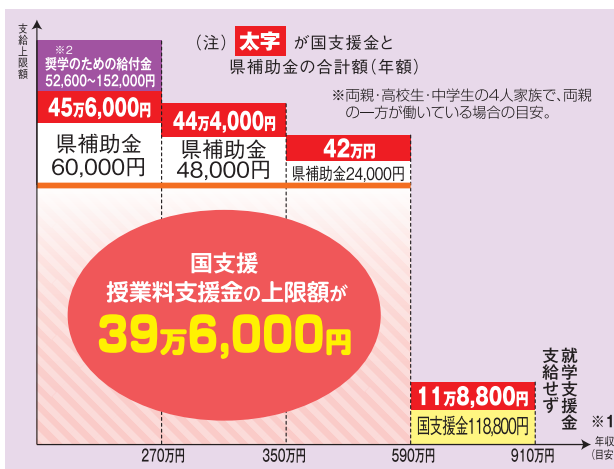 支給上限額
(注) 太字 が国支援金と
県補助金の合計額(年額)
※両親・高校生・中学生の4人家族で、両親
の一方が働いている場合の目安。
※2
奨学のための給付金
52,600~152,000円
45万6,000円
県補助金
60,000円
44万4,000円
県補助金
48,000円
42万円
県補助金24,000円
国支援
授業料支援金の上限額が
39万6,000円
11万8,800円
国支援金118,800円
就学支援金
支給せず
※1
年収
(目安)
270万円
350万円
590万円
910万円